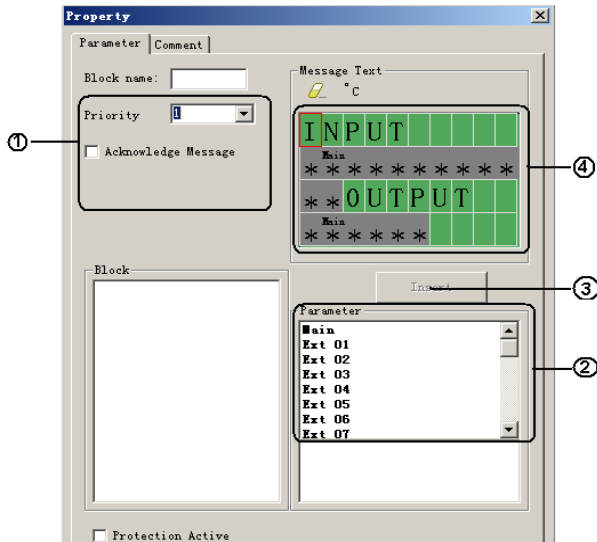 Property
Parameter Comment
Block name:
Message Text
°C
Priority 1
Acknowledge Message
①
INPUT
Main
* * * * * * * * * *
* * OUTPUT
Main
* * * * * *
④
Block
Insert
③
Parameter
Main
Ext 01
Ext 02
Ext 03
Ext 04
Ext 05
Ext 06
Ext 07
②
Protection Active